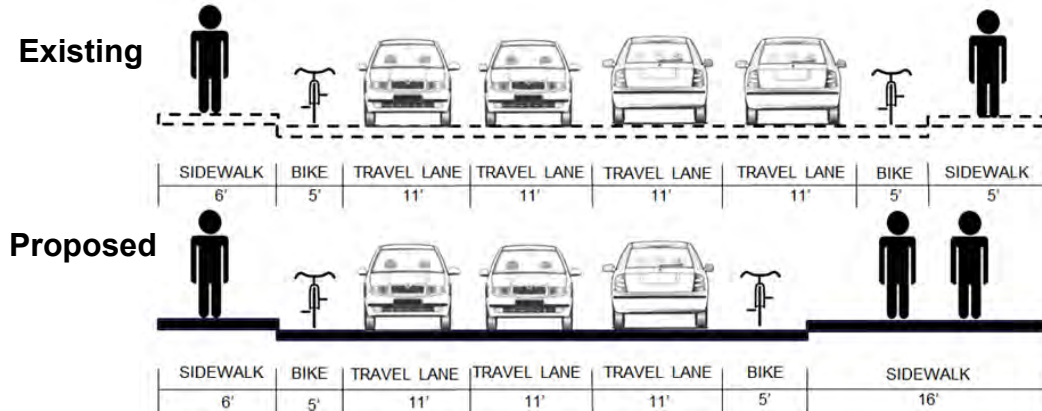 Existing
SIDEWALK BIKE TRAVEL LANE TRAVEL LANE TRAVEL LANE TRAVEL LANE BIKE SIDEWALK
6' 5' 11' 11' 11' 11' 5' 5'
Proposed
SIDEWALK BIKE TRAVEL LANE TRAVEL LANE TRAVEL LANE BIKE SIDEWALK
6' 5' 11' 11' 11' 5' 16'